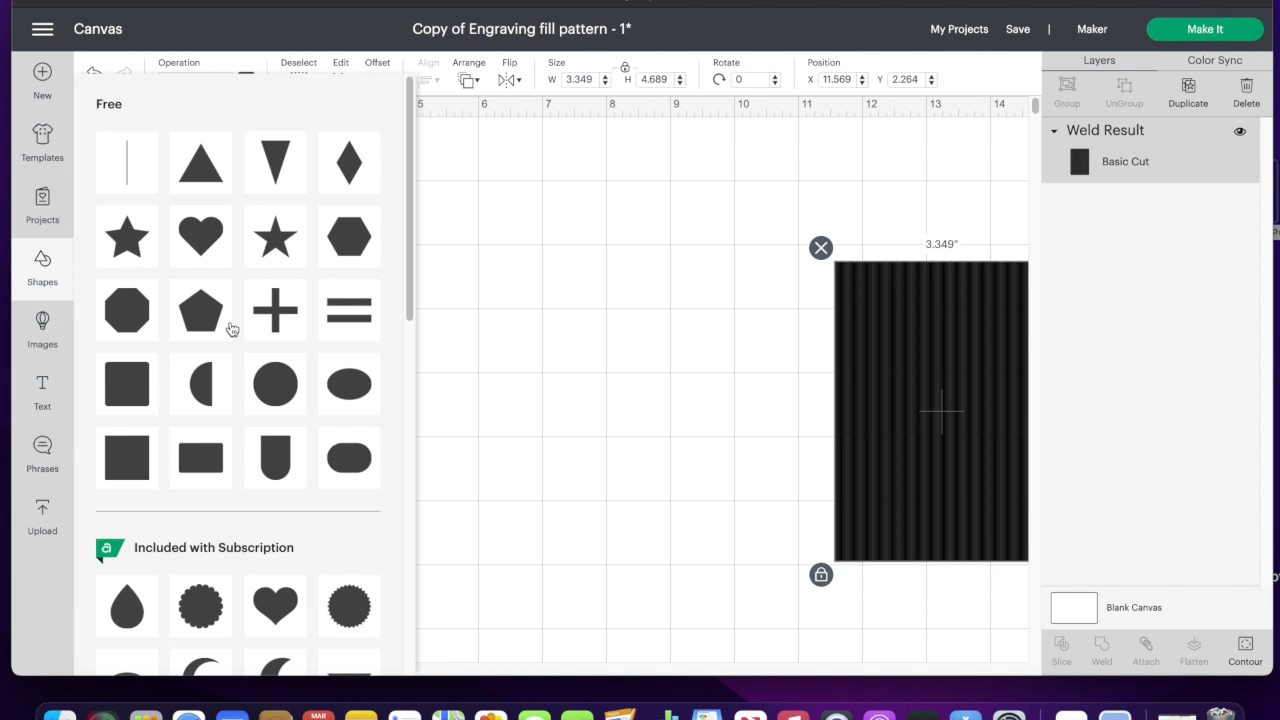 Canvas
Copy of Engraving fill pattern - 1*
My Projects
Save
|
Maker
Make It
Operation
Deselect
Edit
Offset
Align
Arrange
Flip
Size
W 3.349
H 4.689
Rotate
0
Position
X 11.569
Y 2.264
Layers
Color Sync
New
Templates
Projects
Shapes
Images
Text
Phrases
Upload
Free
a Included with Subscription
5 6 7 8 9 10 11 12 13 14
3.349"
Group
UnGroup
Duplicate
Delete
Weld Result
Basic Cut
Blank Canvas
Slice
Weld
Attach
Flatten
Contour
MAR